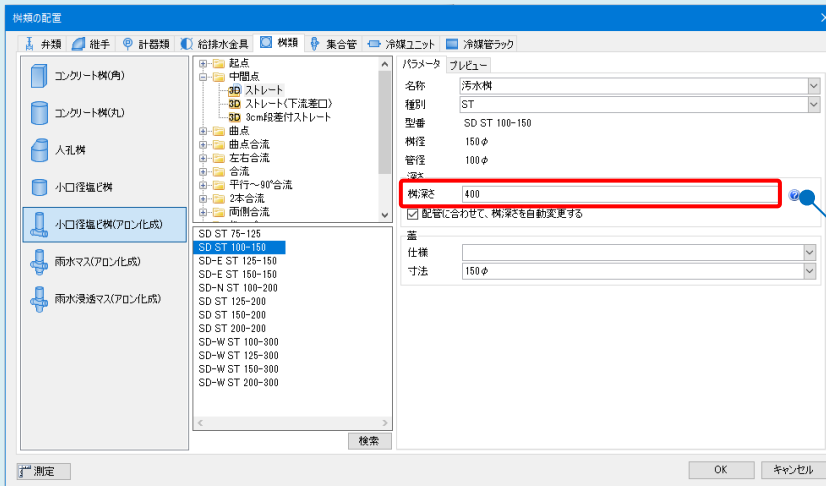 桝類の配置
弁類 継手 計器類 給排水金具 桝類 集合管 冷媒ユニット 冷媒管ラック
コンクリート桝(角)
コンクリート桝(丸)
人孔桝
小口径塩ビ桝
小口径塩ビ桝(アロン化成)
雨水マス(アロン化成)
雨水浸透マス(アロン化成)
起点
中間点
3D ストレート
3D ストレート(下流差口)
3D 3cm段差付ストレート
曲点
曲点合流
左右合流
合流
平行～90°合流
2本合流
両側合流
SD ST 75-125
SD ST 100-150
SD-E ST 125-150
SD-E ST 150-150
SD-N ST 100-200
SD ST 125-200
SD ST 150-200
SD ST 200-200
SD-W ST 100-300
SD-W ST 125-300
SD-W ST 150-300
SD-W ST 200-300
検索
パラメータ プレビュー
名称 汚水桝
種別 ST
型番 SD ST 100-150
桝径 150φ
管径 100φ
深さ
桝深さ 400
配管に合わせて、桝深さを自動変更する
蓋
仕様
寸法 150φ
測定
OK キャンセル